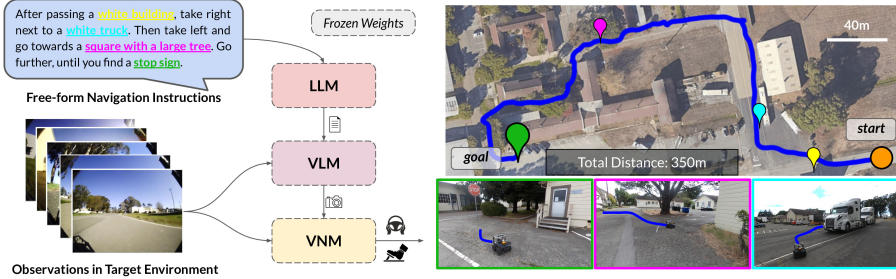 After passing a white building, take right
next to a white truck. Then take left and
go towards a square with a large tree. Go
further, until you find a stop sign.
Free-form Navigation Instructions
Observations in Target Environment
Frozen Weights
LLM
VLM
VNM
40m
start
goal
Total Distance: 350m